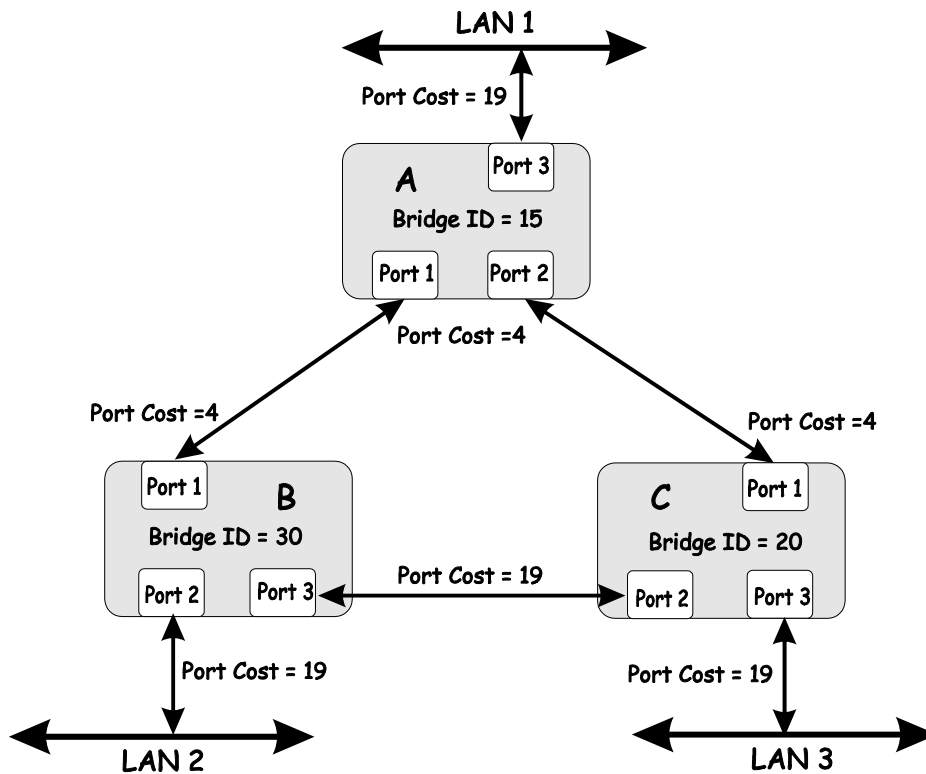 LAN 1
Port Cost = 19
Port 3
A
Bridge ID = 15
Port 1
Port 2
Port Cost =4
Port Cost =4
Port Cost =4
Port 1
B
Bridge ID = 30
Port 2
Port 3
Port Cost = 19
C
Port 1
Bridge ID = 20
Port 2
Port 3
Port Cost = 19
Port Cost = 19
LAN 2
LAN 3